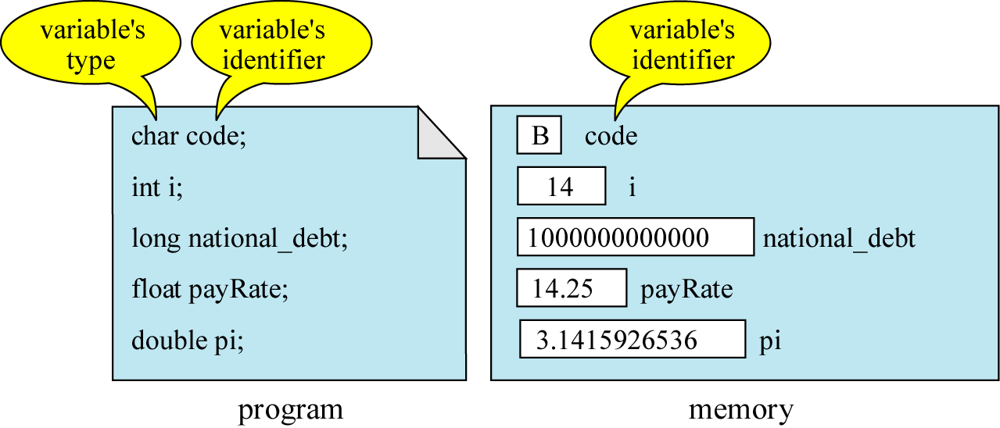 variable's
type
variable's
identifier
variable's
identifier
char code;
int i;
long national_debt;
float payRate;
double pi;
program
B code
14 i
1000000000000 national_debt
14.25 payRate
3.1415926536 pi
memory